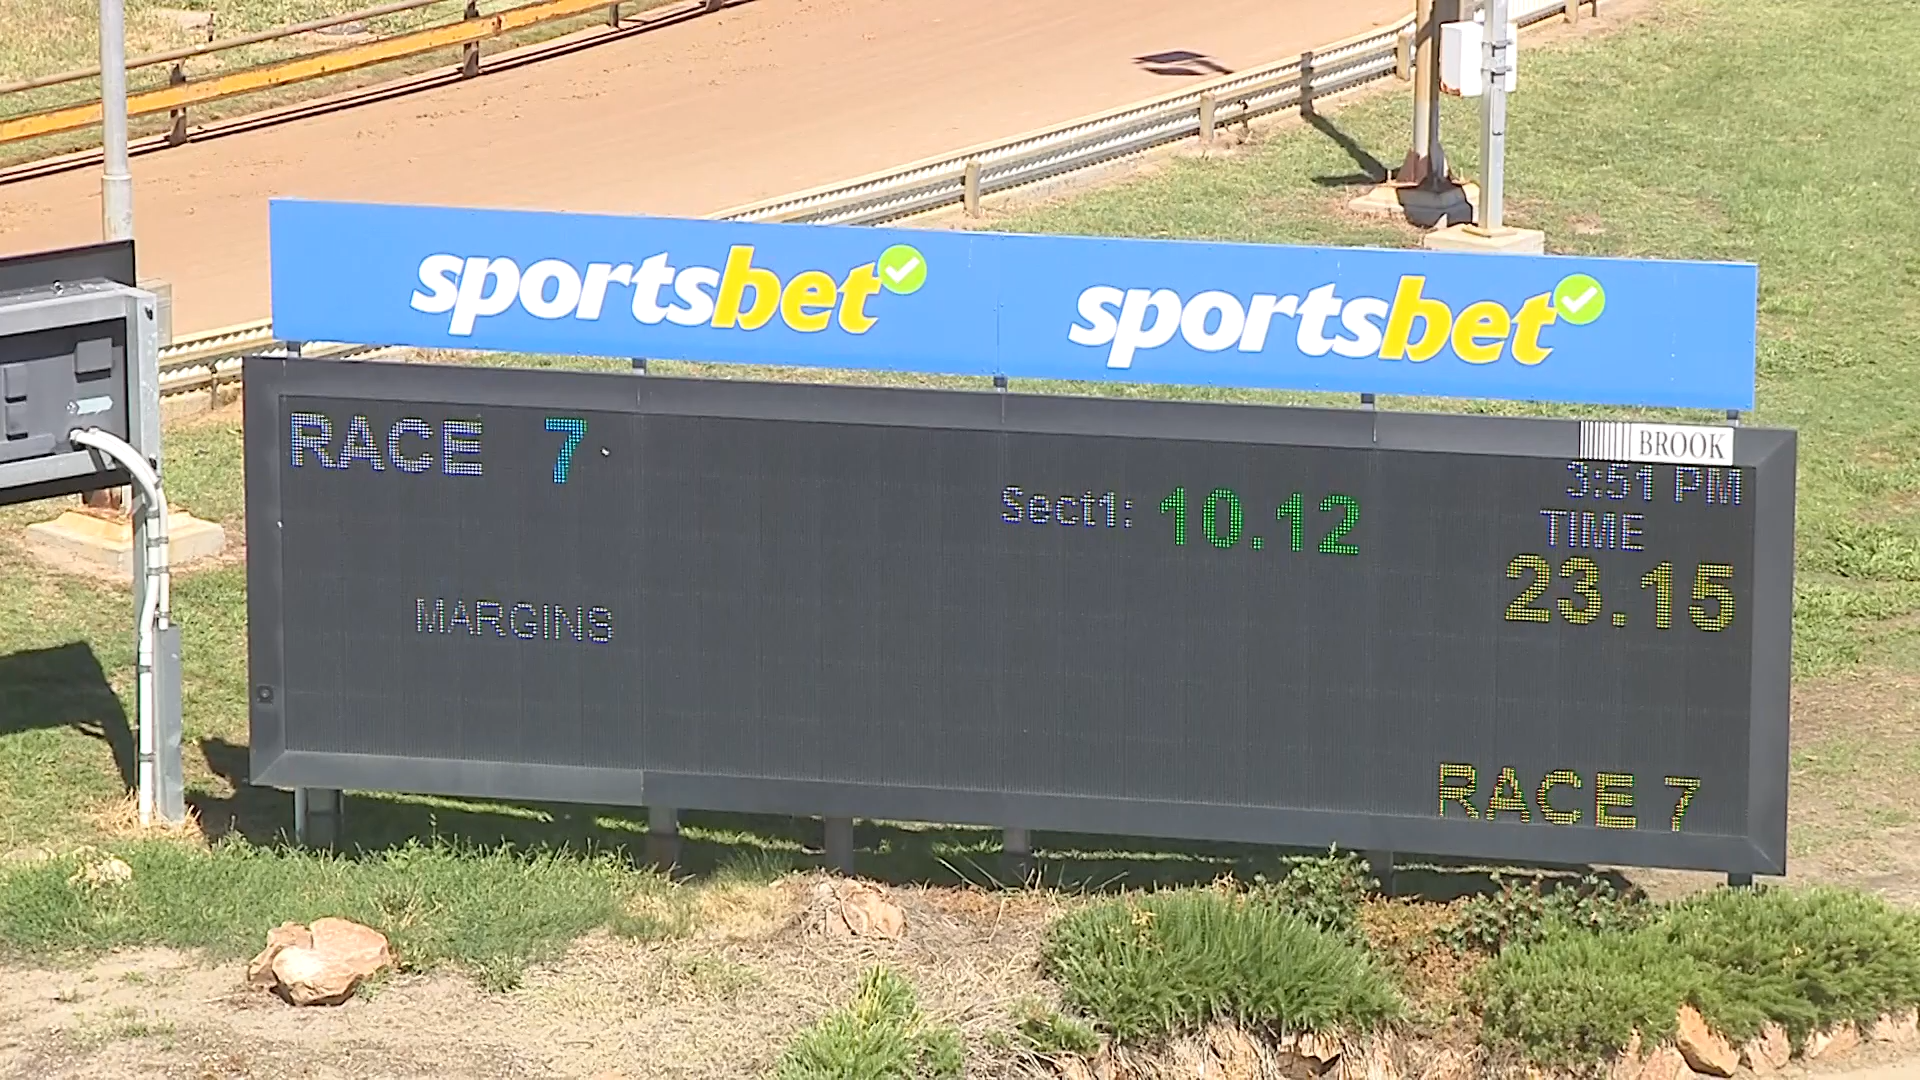 sportsbet sportsbet
BROOK
RACE 7
3:51 PM
Sect1: 10.12
TIME
23.15
MARGINS
RACE 7